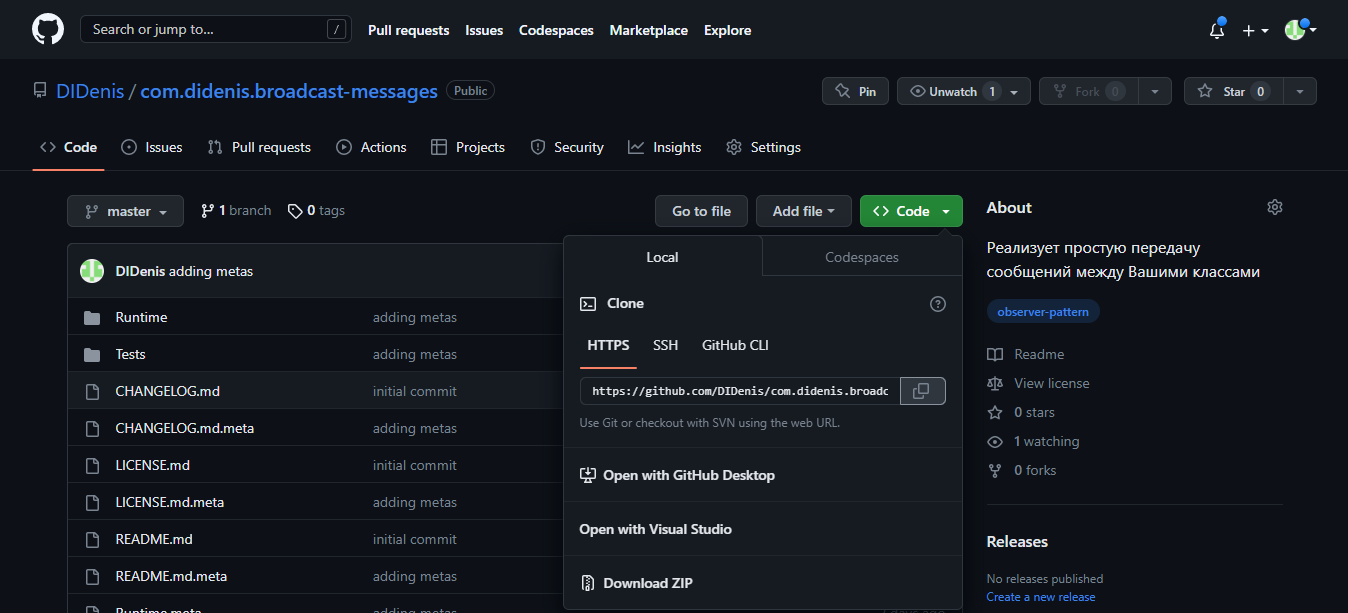 Search or jump to... / Pull requests Issues Codespaces Marketplace Explore
DIDenis / com.didenis.broadcast-messages Public Pin Unwatch 1 Fork 0 Star 0
Code Issues Pull requests Actions Projects Security Insights Settings
master 1 branch 0 tags Go to file Add file Code
DIDenis adding metas
Runtime adding metas
Tests adding metas
CHANGELOG.md initial commit
CHANGELOG.md.meta adding metas
LICENSE.md initial commit
LICENSE.md.meta adding metas
README.md initial commit
README.md.meta adding metas
Runtime.meta adding metas 7 days ago
Local Codespaces
Clone
HTTPS SSH GitHub CLI
https://github.com/DIDenis/com.didenis.broadc
Use Git or checkout with SVN using the web URL.
Open with GitHub Desktop
Open with Visual Studio
Download ZIP
About
Реализует простую передачу
сообщений между Вашими классами
observer-pattern
Readme
View license
0 stars
1 watching
0 forks
Releases
No releases published
Create a new release